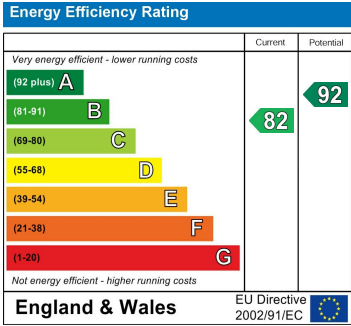 Energy Efficiency Rating
Current Potential
Very energy efficient - lower running costs
(92 plus) A
(81-91) B
(69-80) C
(55-68) D
(39-54) E
(21-38) F
(1-20) G
82
92
Not energy efficient - higher running costs
England & Wales
EU Directive
2002/91/EC